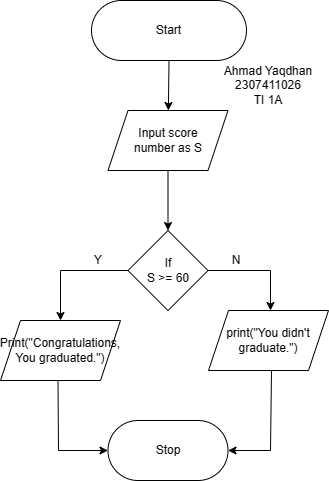 Start
Ahmad Yaqdhan
2307411026
TI 1A
Input score
number as S
If
S >= 60
Y
N
Print("Congratulations,
You graduated.")
print("You didn't
graduate.")
Stop